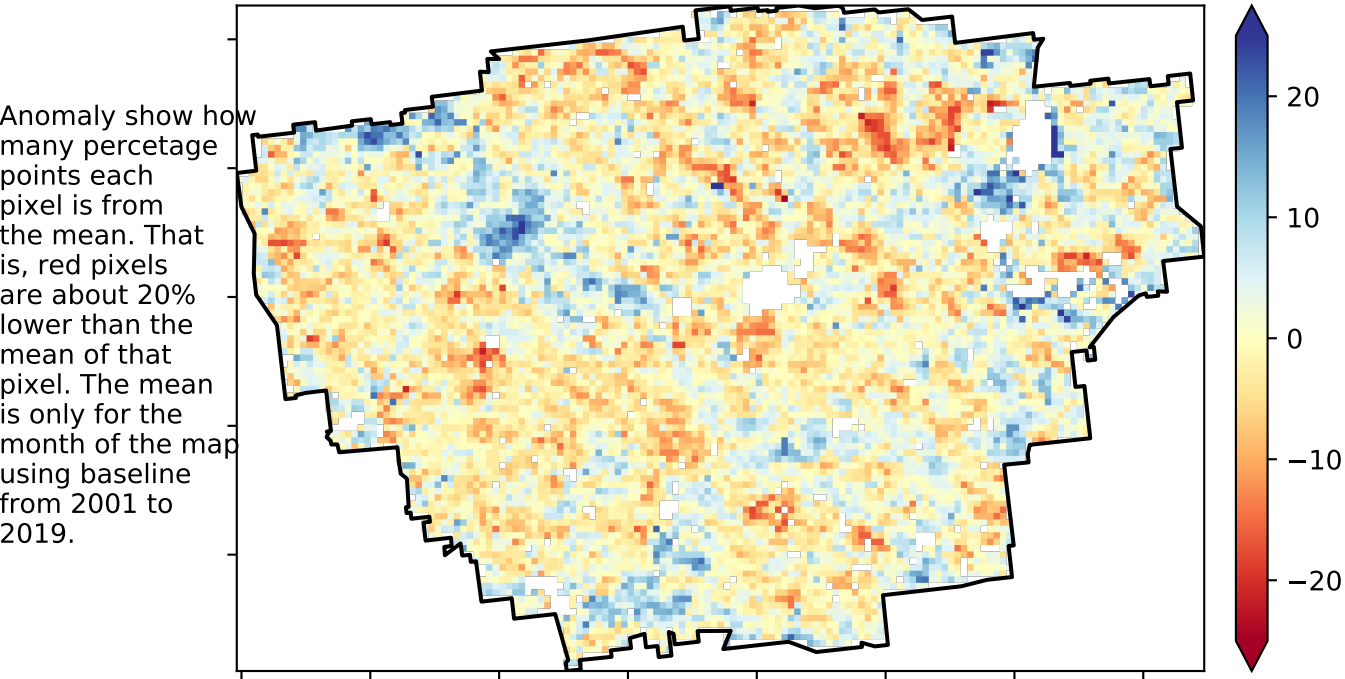 Anomaly show how
many percetage
points each
pixel is from
the mean. That
is, red pixels
are about 20%
lower than the
mean of that
pixel. The mean
is only for the
month of the map
using baseline
from 2001 to
2019.
20
10
0
−10
−20